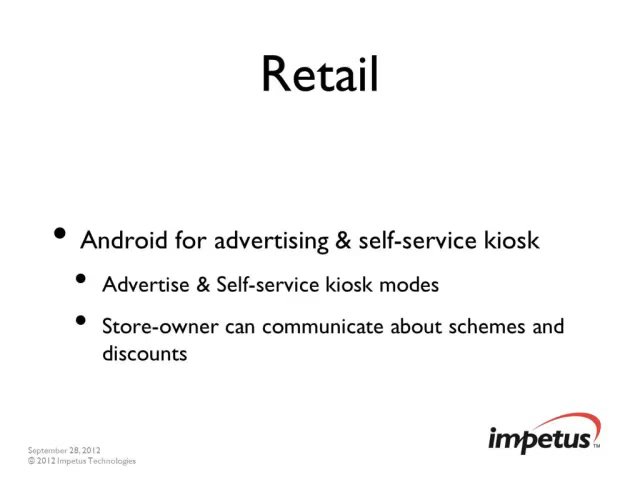 Retail
• Android for advertising & self-service kiosk
• Advertise & Self-service kiosk modes
• Store-owner can communicate about schemes and
discounts
impetus™
September 28, 2012
© 2012 Impetus Technologies